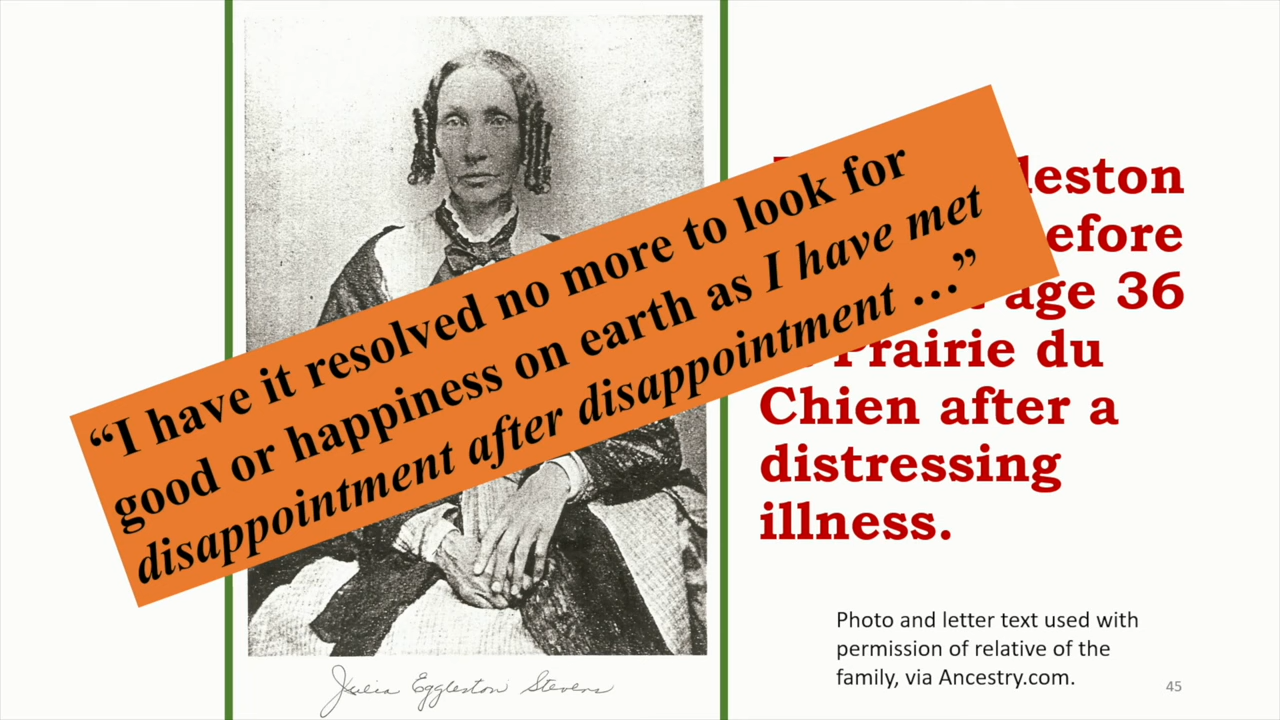 “I have it resolved no more to look for
good or happiness on earth as I have met
disappointment after disappointment …”
leston
efore
age 36
Prairie du
Chien after a
distressing
illness.
Photo and letter text used with
permission of relative of the
family, via Ancestry.com.
45
Julia Eggleston Stevens